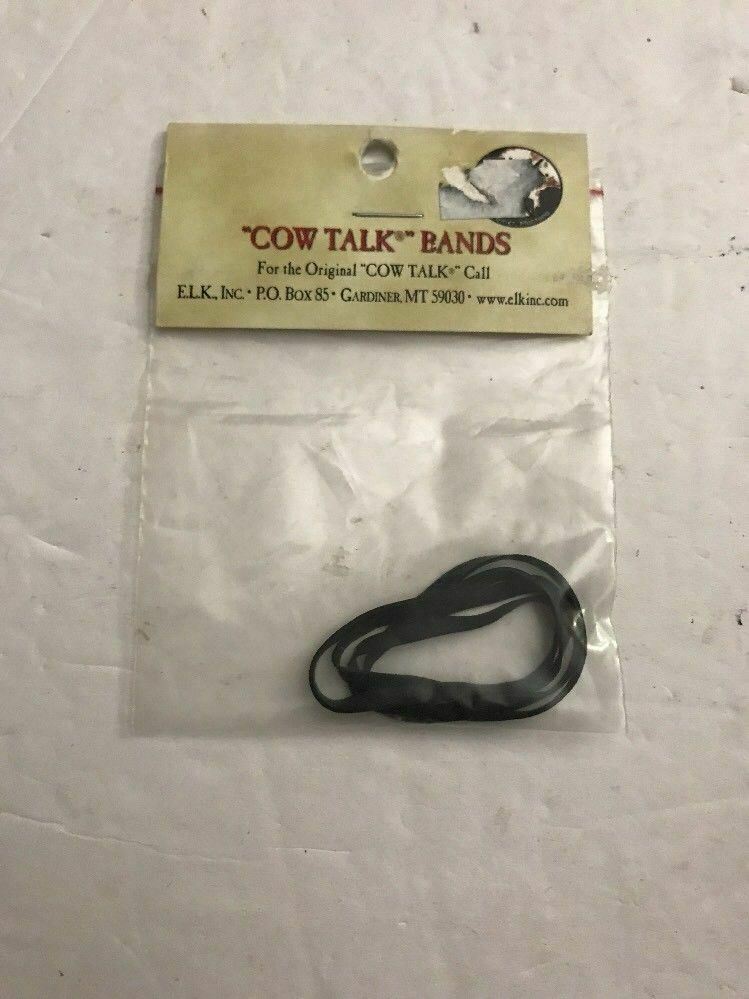 "COW TALK®" BANDS
For the Original "COW TALK®" Call
E.L.K., INC. • P.O. BOX 85 • GARDINER, MT 59030 • www.elkinc.com